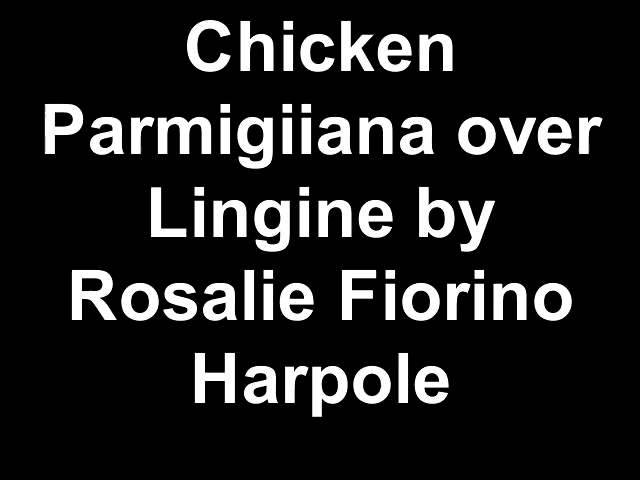 Chicken
Parmigiiana over
Lingine by
Rosalie Fiorino
Harpole